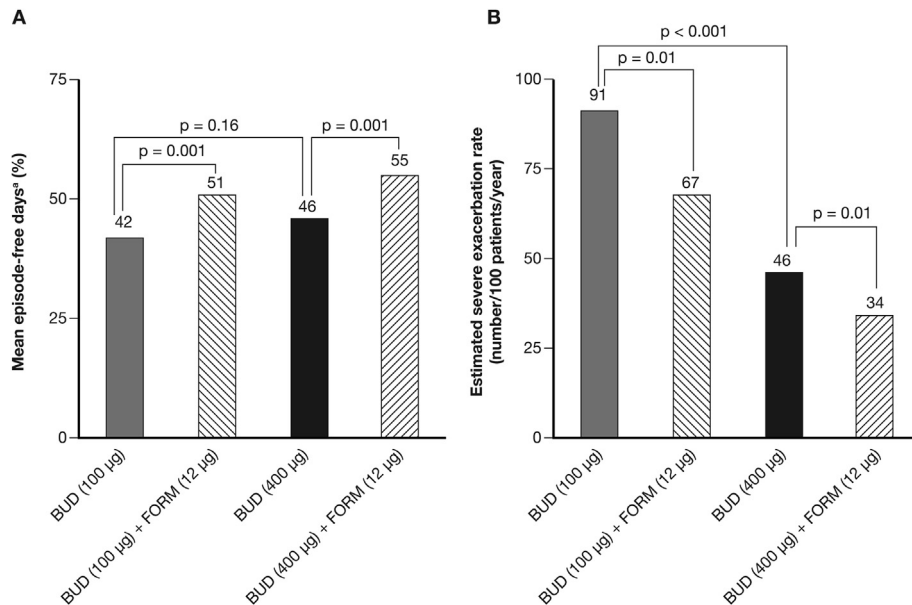 A
Mean episode-free daysᵃ (%)
75
50
25
0
p = 0.16
p = 0.001
p = 0.001
42
51
46
55
BUD (100 µg)
BUD (100 µg) + FORM (12 µg)
BUD (400 µg)
BUD (400 µg) + FORM (12 µg)
B
Estimated severe exacerbation rate
(number/100 patients/year)
100
75
50
25
0
p < 0.001
p = 0.01
p = 0.01
91
67
46
34
BUD (100 µg)
BUD (100 µg) + FORM (12 µg)
BUD (400 µg)
BUD (400 µg) + FORM (12 µg)